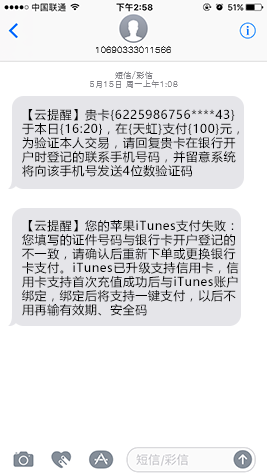 中国联通
下午2:58
51%
10690333011566
短信/彩信
5月15日 周一上午1:08
【云提醒】贵卡{6225986756****43}
于本日{16:20}，在{天虹}支付{100}元，
为验证本人交易，请回复贵卡在银行开
户时登记的联系手机号码，并留意系统
将向该手机号发送4位数验证码
【云提醒】您的苹果iTunes支付失败：
您填写的证件号码与银行卡开户登记的
不一致，请确认后重新下单或更换银行
卡支付。iTunes已升级支持信用卡，信
用卡支持首次充值成功后与iTunes账户
绑定，绑定后将支持一键支付，以后不
用再输有效期、安全码
短信/彩信